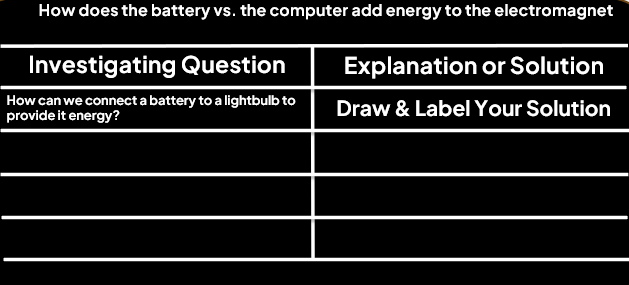 How does the battery vs. the computer add energy to the electromagnet
Investigating Question
Explanation or Solution
How can we connect a battery to a lightbulb to
provide it energy?
Draw & Label Your Solution